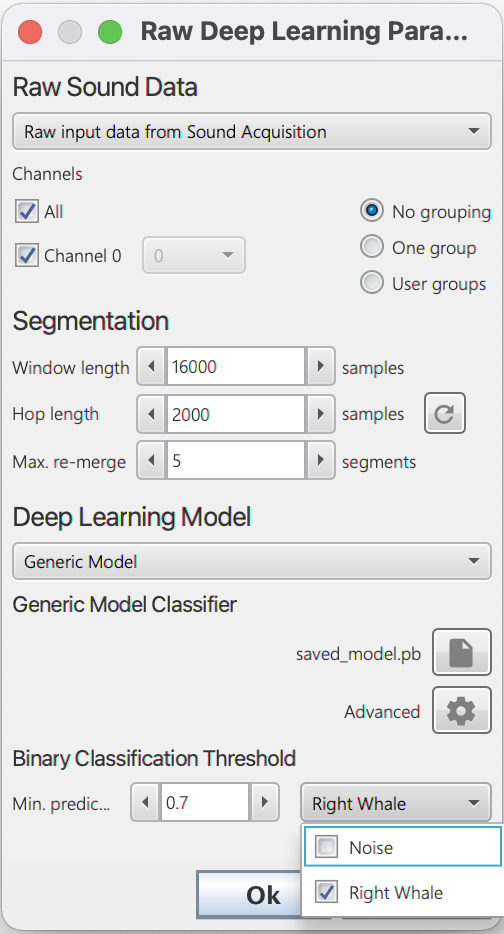 Raw Deep Learning Para...
Raw Sound Data
Raw input data from Sound Acquisition
Channels
All
No grouping
Channel 0
0
One group
User groups
Segmentation
Window length 16000 samples
Hop length 2000 samples
Max. re-merge 5 segments
Deep Learning Model
Generic Model
Generic Model Classifier
saved_model.pb
Advanced
Binary Classification Threshold
Min. predic... 0.7 Right Whale
Noise
Right Whale
Ok